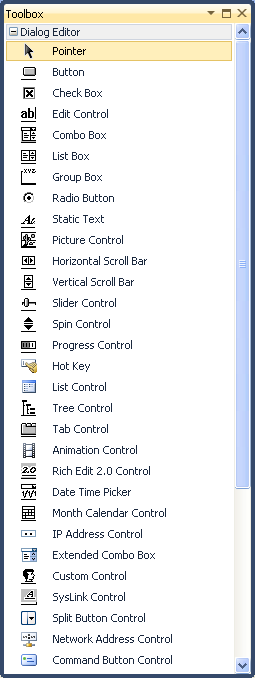 Toolbox
Dialog Editor
Pointer
Button
Check Box
ab| Edit Control
Combo Box
List Box
XYZ Group Box
Radio Button
Aa Static Text
Picture Control
Horizontal Scroll Bar
Vertical Scroll Bar
Slider Control
Spin Control
Progress Control
Hot Key
List Control
Tree Control
Tab Control
Animation Control
2.0 Rich Edit 2.0 Control
Date Time Picker
Month Calendar Control
IP Address Control
Extended Combo Box
Custom Control
A SysLink Control
Split Button Control
Network Address Control
Command Button Control